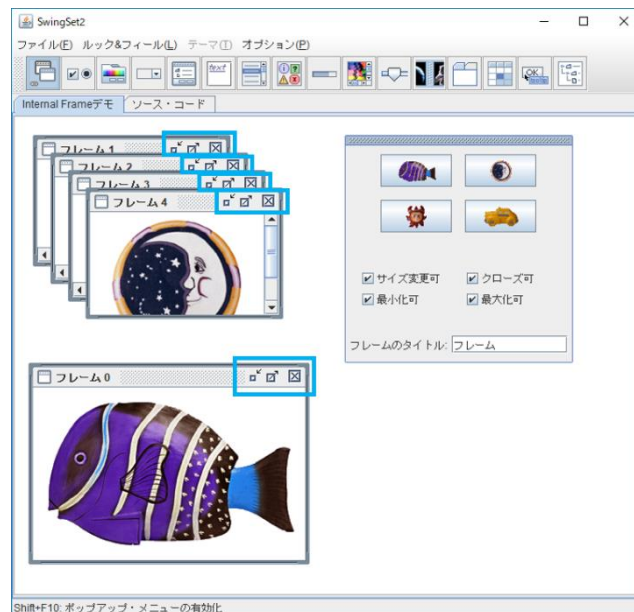 SwingSet2
ファイル(F) ルック&フィール(L) テーマ(T) オプション(P)
text
OK
Internal Frameデモ ソース・コード
フレーム 1
フレーム 2
フレーム 3
フレーム 4
サイズ変更可 クローズ可
最小化可 最大化可
フレームのタイトル: フレーム
フレーム 0
Shift+F10: ポップアップ・メニューの有効化